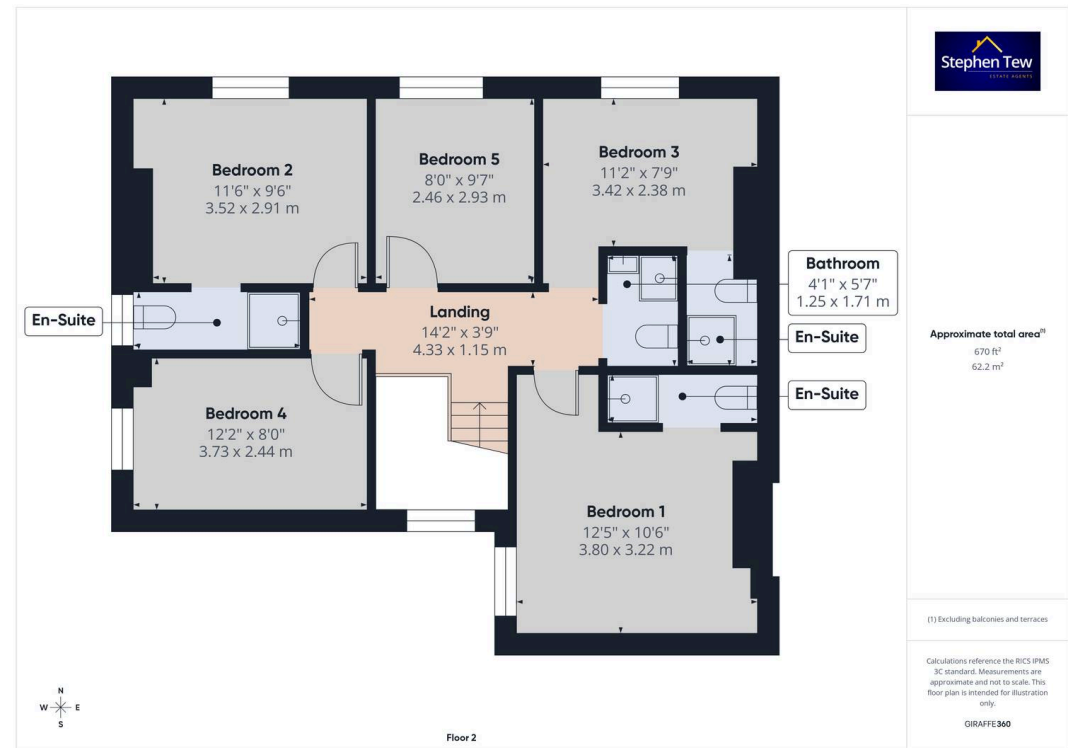 Stephen Tew
ESTATE AGENTS
Bedroom 2
11'6" x 9'6"
3.52 x 2.91 m
Bedroom 5
8'0" x 9'7"
2.46 x 2.93 m
Bedroom 3
11'2" x 7'9"
3.42 x 2.38 m
Bathroom
4'1" x 5'7"
1.25 x 1.71 m
En-Suite
Landing
14'2" x 3'9"
4.33 x 1.15 m
En-Suite
En-Suite
Bedroom 4
12'2" x 8'0"
3.73 x 2.44 m
Bedroom 1
12'5" x 10'6"
3.80 x 3.22 m
Approximate total area(1)
670 ft²
62.2 m²
(1) Excluding balconies and terraces
Calculations reference the RICS IPMS
3C standard. Measurements are
approximate and not to scale. This
floor plan is intended for illustration
only.
GIRAFFE360
N
W E
S
Floor 2